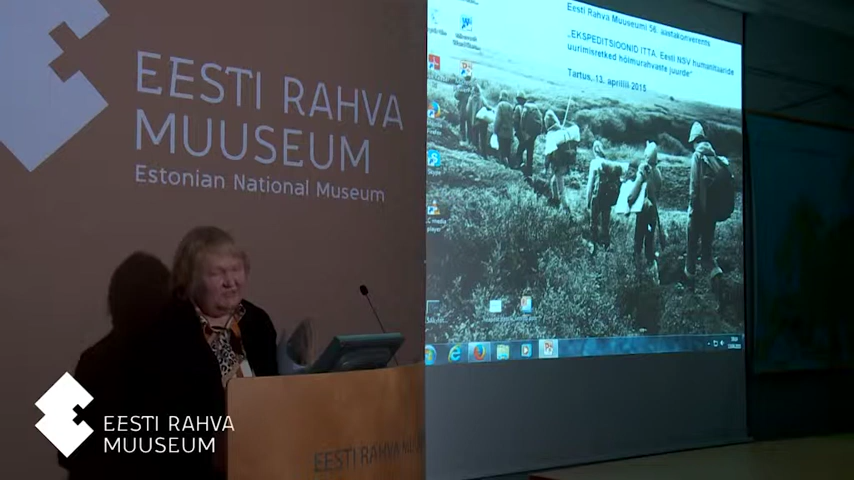 EESTI RAHVA
MUUSEUM
Estonian National Museum
Eesti Rahva Muuseumi 56. aastakonverents
„EKSPEDITSIOONID ITTA. Eesti NSV humanitaaride
uurimisretked hõimurahvaste juurde"
Tartus, 13. aprillil 2015
EESTI RAHVA
MUUSEUM
EESTI RAHVA